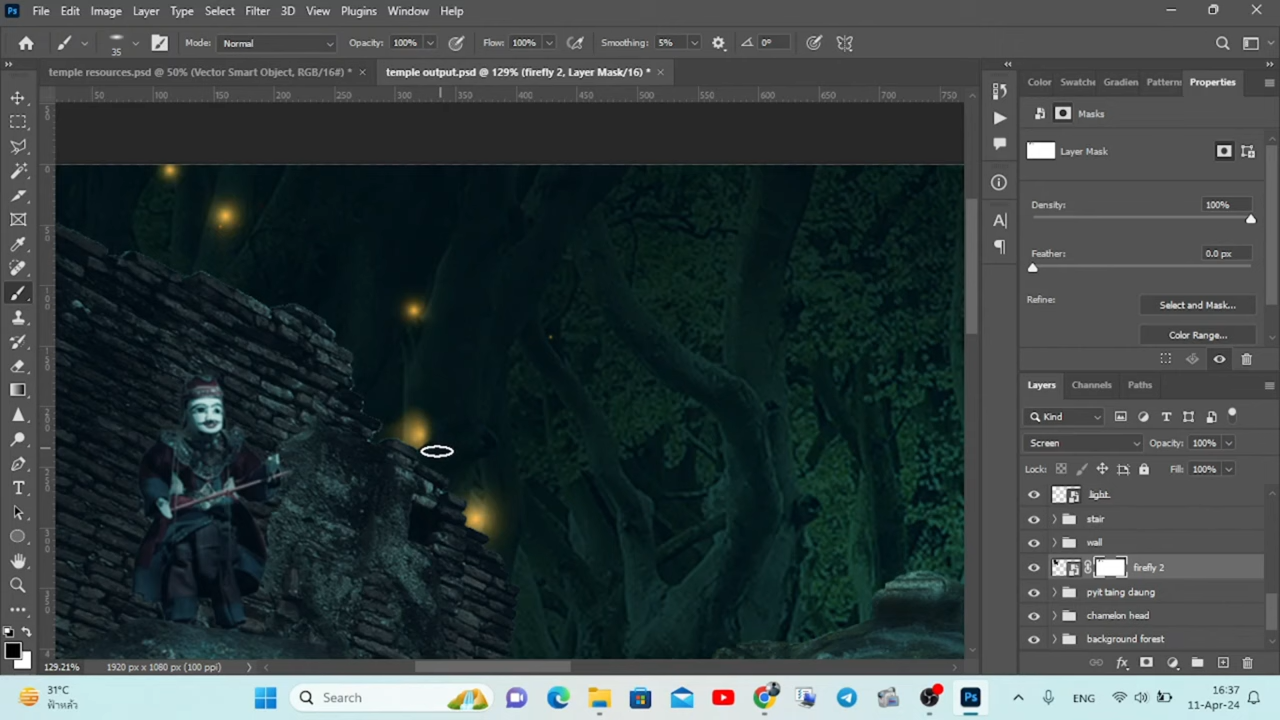 Ps File Edit Image Layer Type Select Filter 3D View Plugins Window Help
35 Mode: Normal Opacity: 100% Flow: 100% Smoothing: 5% 0°
temple resources.psd @ 50% (Vector Smart Object, RGB/16#) * × temple output.psd @ 129% (firefly 2, Layer Mask/16) * ×
Color Swatche Gradien Pattern Properties
50 100 150 200 250 300 350 400 450 500 550 600 650 700 750
Masks
Layer Mask
Density: 100%
Feather: 0.0 px
Refine: Select and Mask...
Color Range...
Layers Channels Paths
Kind
Screen Opacity: 100%
Lock: Fill: 100%
light
stair
wall
firefly 2
pyit taing daung
chamelon head
background forest
129.21% 1920 px x 1080 px (100 ppi)
31°C
ฟ้าหลัว
Search
ENG
16:37
11-Apr-24